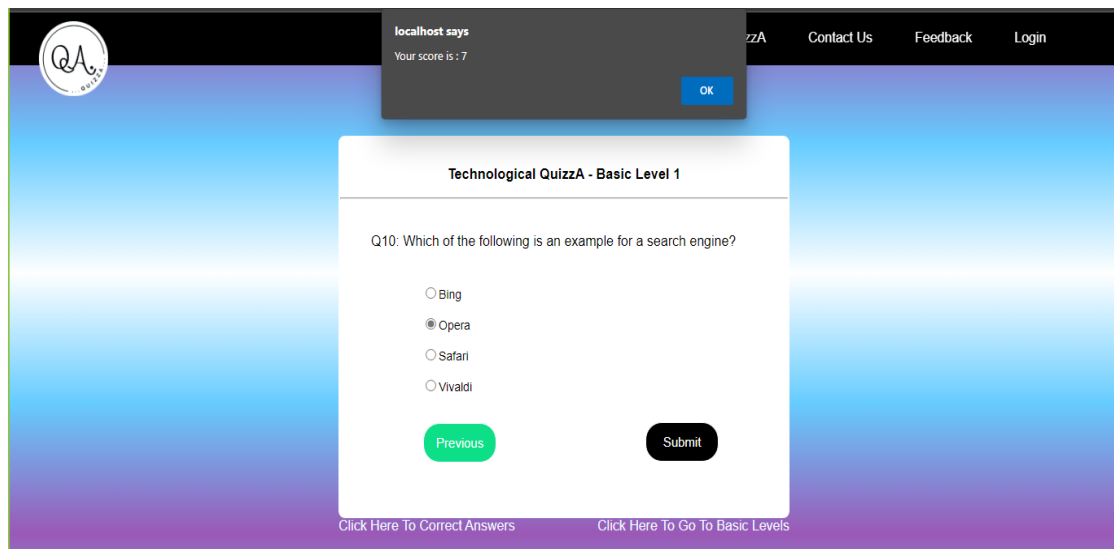 QA.
...QUIZZA...
localhost says
Your score is : 7
OK
zzA Contact Us Feedback Login
Technological QuizzA - Basic Level 1
Q10: Which of the following is an example for a search engine?
Bing
Opera
Safari
Vivaldi
Previous Submit
Click Here To Correct Answers Click Here To Go To Basic Levels